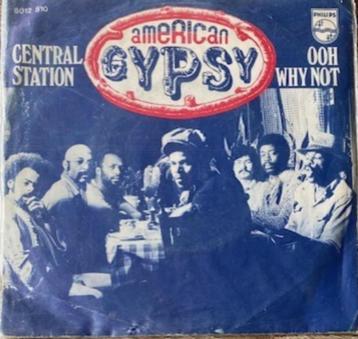 6012 810
american
GYPSY
CENTRAL
STATION
OOH
WHY NOT
PHILIPS